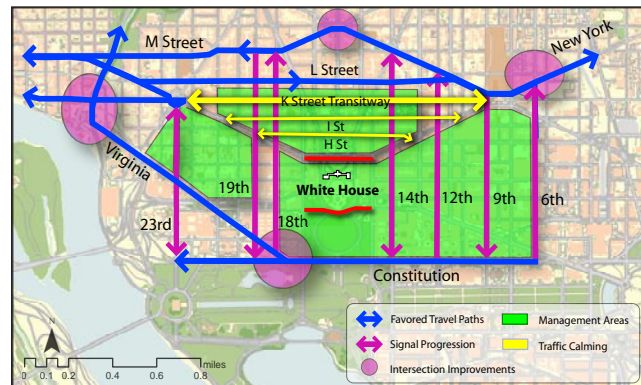 M Street
New York
L Street
K Street Transitway
I St
H St
White House
Virginia
19th
18th
14th
12th
9th
6th
23rd
Constitution
N
0 0.1 0.2 0.4 0.6 0.8
miles
Favored Travel Paths
Management Areas
Signal Progression
Traffic Calming
Intersection Improvements